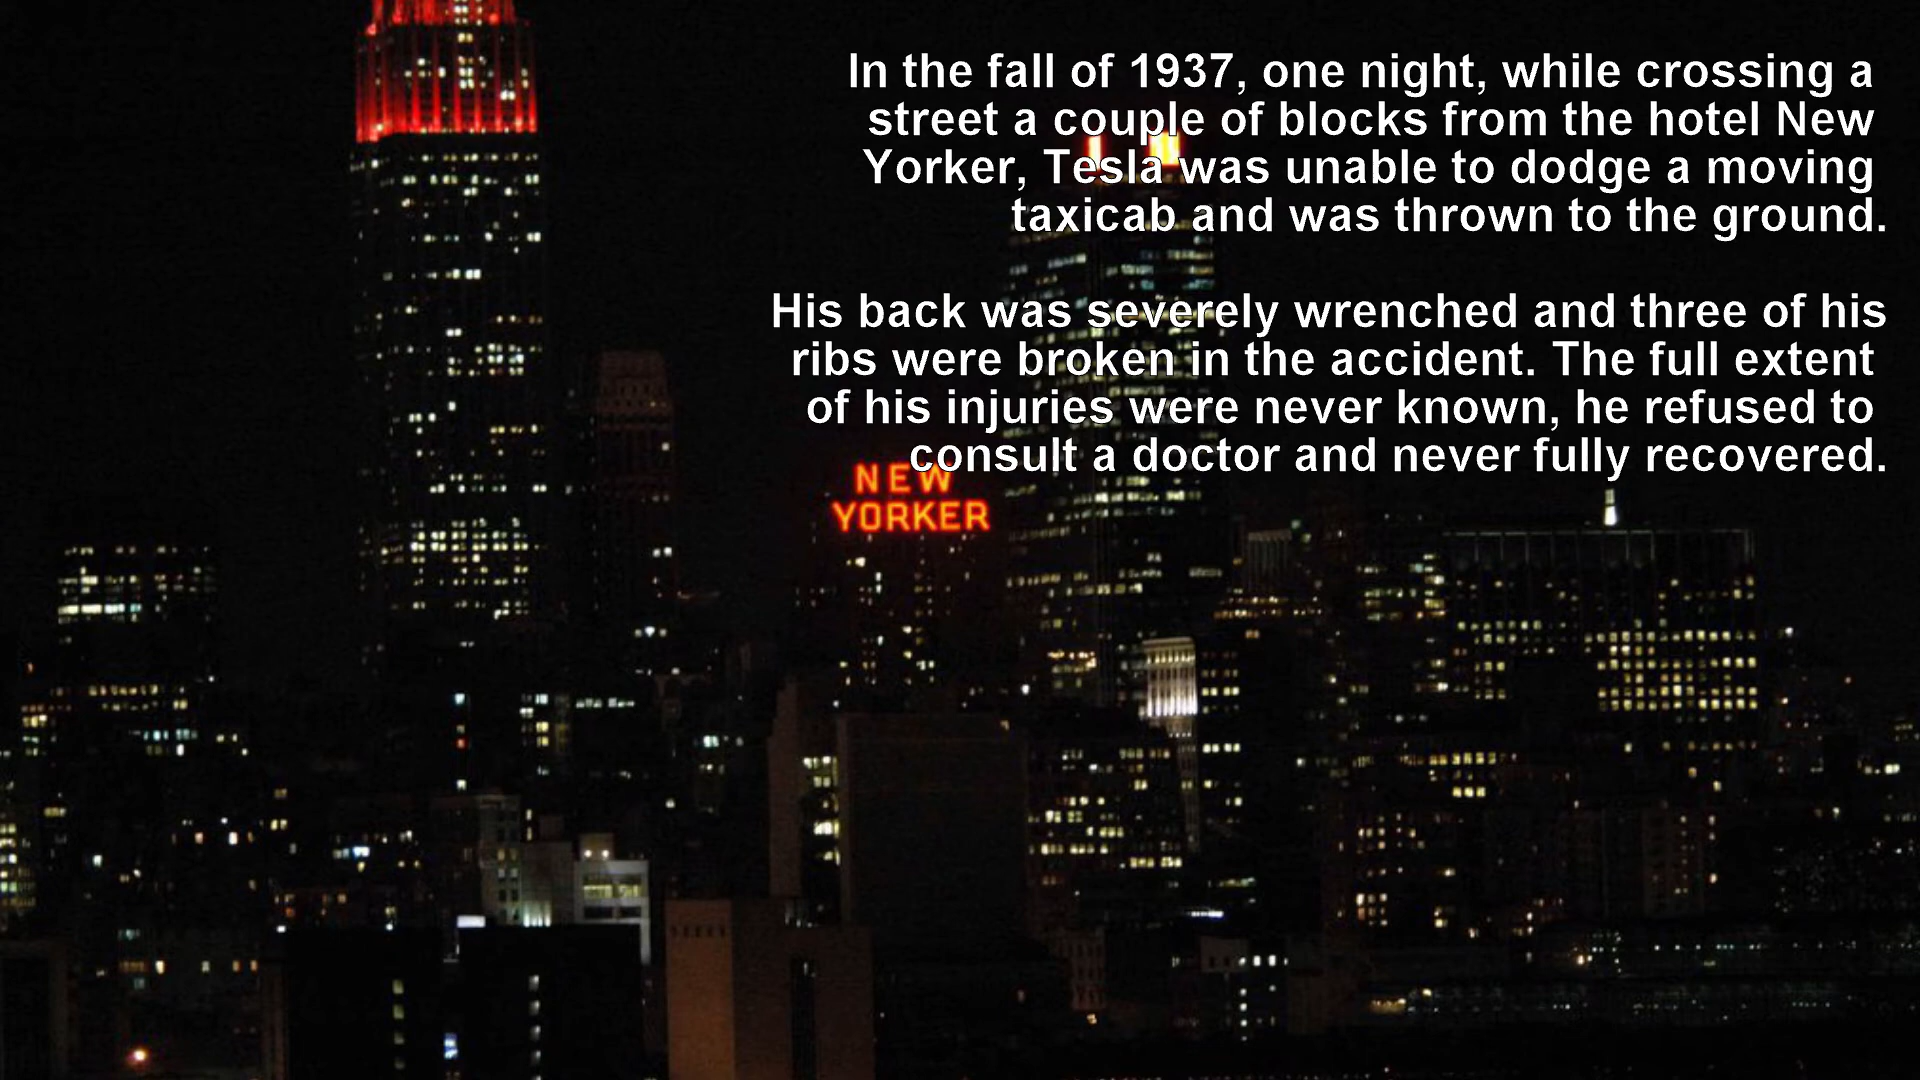 In the fall of 1937, one night, while crossing a
street a couple of blocks from the hotel New
Yorker, Tesla was unable to dodge a moving
taxicab and was thrown to the ground.
His back was severely wrenched and three of his
ribs were broken in the accident. The full extent
of his injuries were never known, he refused to
consult a doctor and never fully recovered.
NEW
YORKER